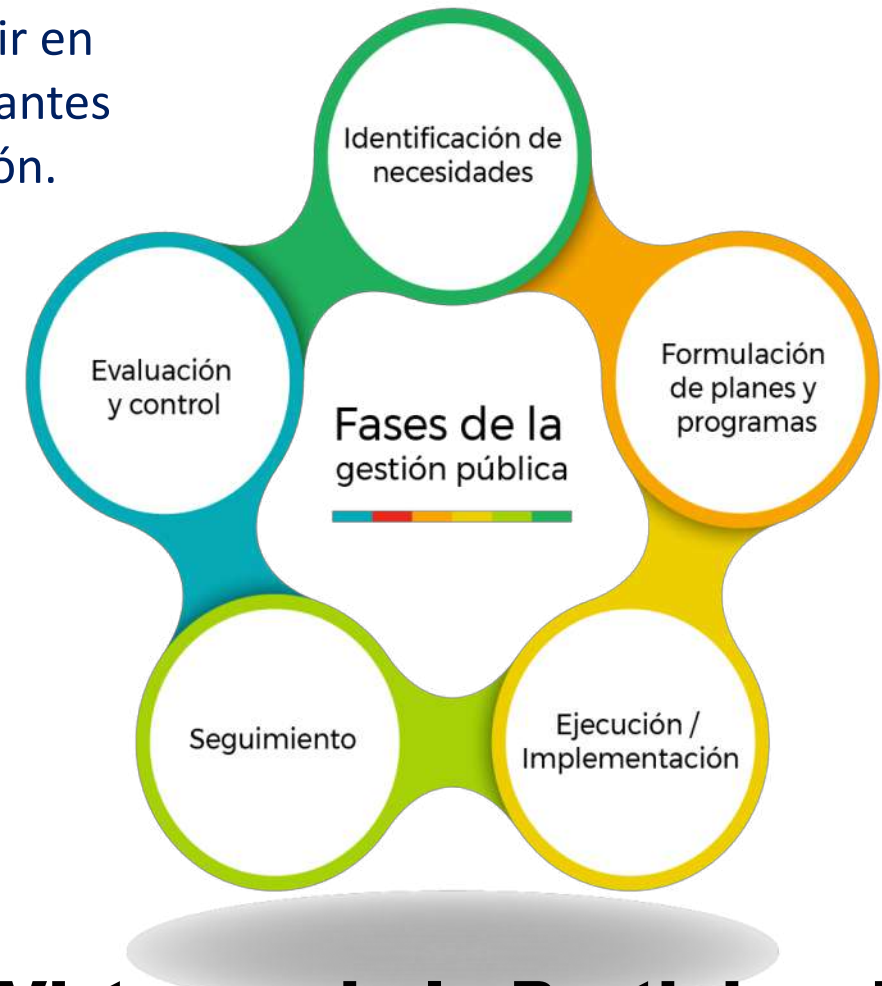 ir en
antes
ón.
Identificación de
necesidades
Formulación
de planes y
programas
Ejecución /
Implementación
Seguimiento
Evaluación
y control
Fases de la
gestión pública